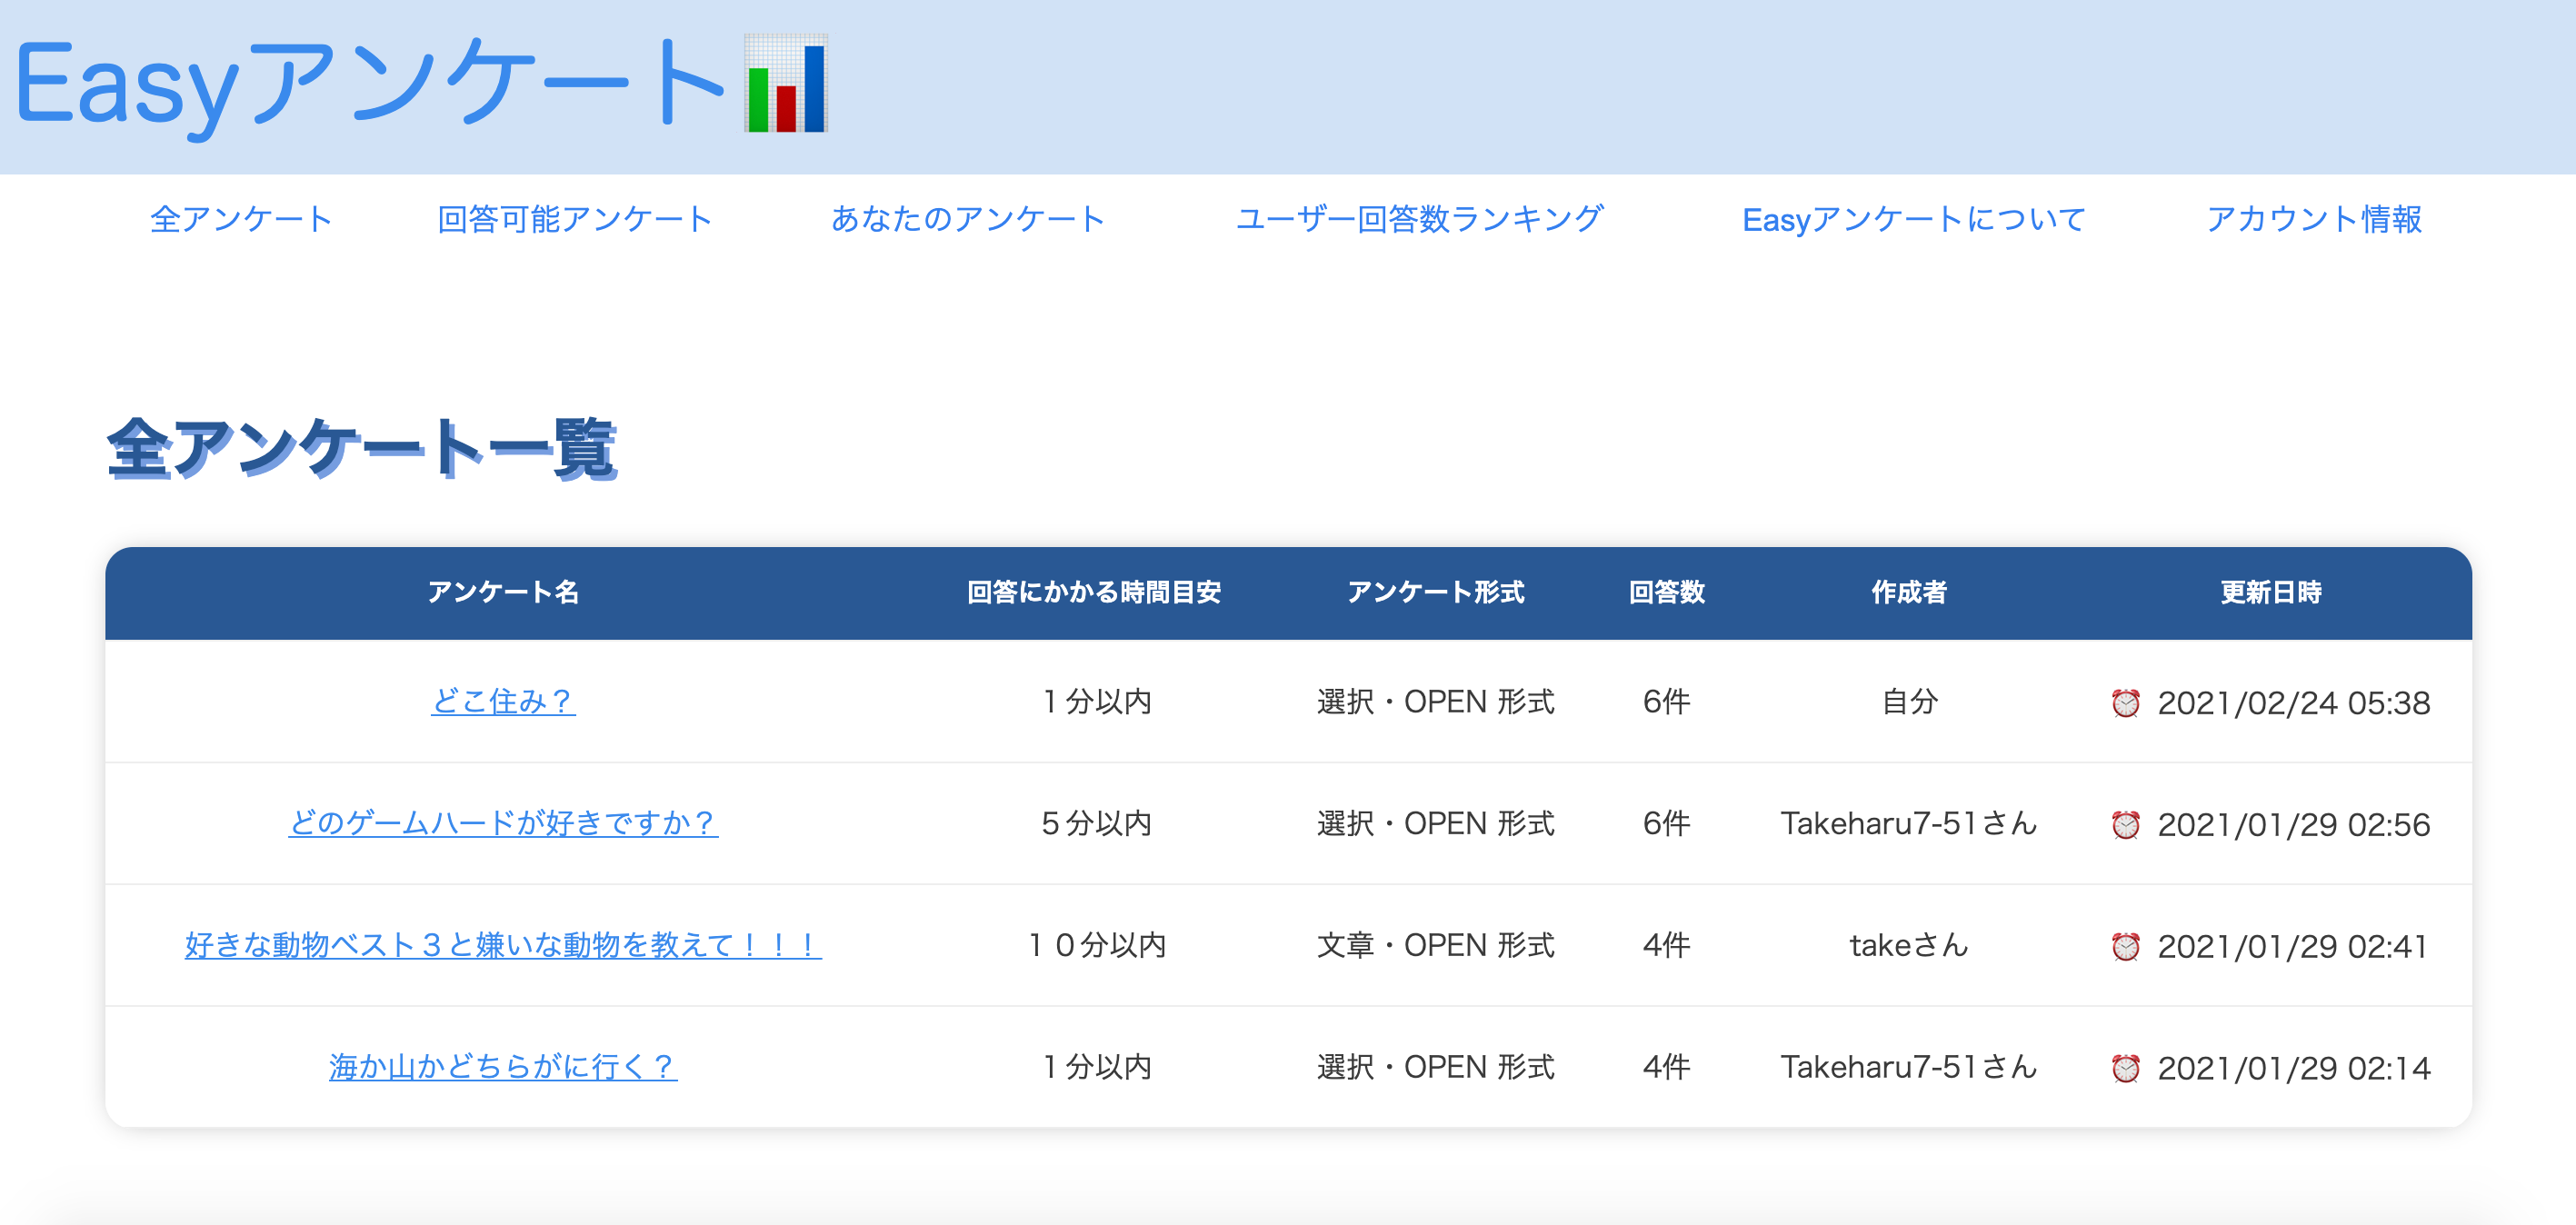 Easyアンケート📊
全アンケート 回答可能アンケート あなたのアンケート ユーザー回答数ランキング Easyアンケートについて アカウント情報
全アンケート一覧
アンケート名 回答にかかる時間目安 アンケート形式 回答数 作成者 更新日時
どこ住み？ １分以内 選択・OPEN 形式 6件 自分 ⏰ 2021/02/24 05:38
どのゲームハードが好きですか？ ５分以内 選択・OPEN 形式 6件 Takeharu7-51さん ⏰ 2021/01/29 02:56
好きな動物ベスト３と嫌いな動物を教えて！！！ １０分以内 文章・OPEN 形式 4件 takeさん ⏰ 2021/01/29 02:41
海か山かどちらがに行く？ １分以内 選択・OPEN 形式 4件 Takeharu7-51さん ⏰ 2021/01/29 02:14